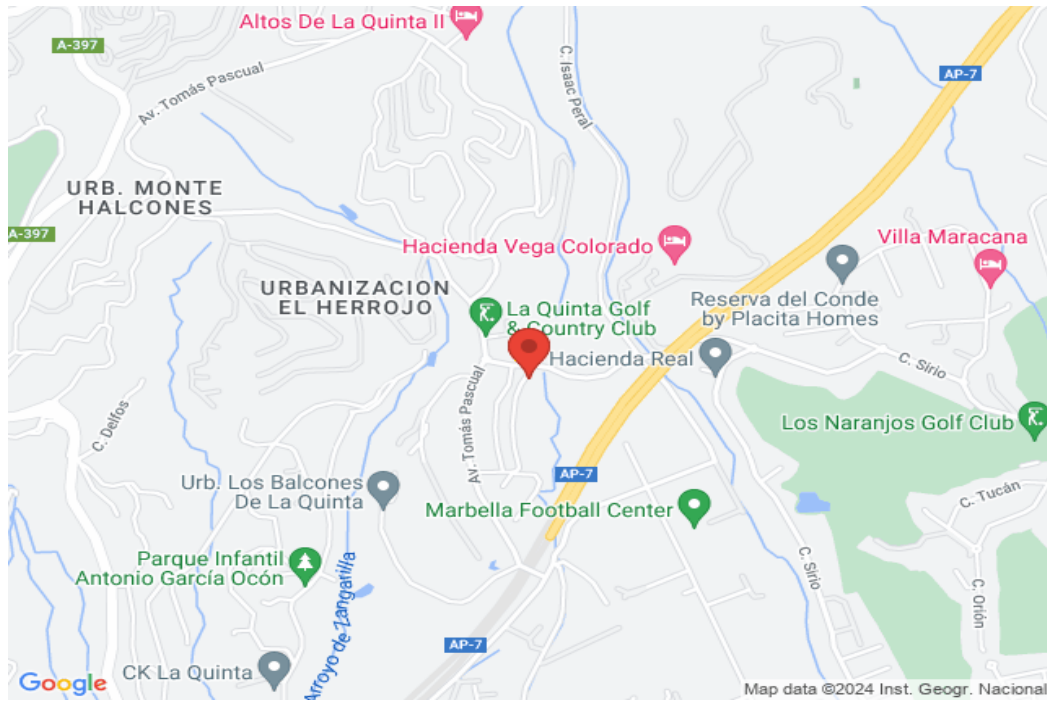 Altos De La Quinta II
A-397
AP-7
C. Isaac Peral
Av. Tomás Pascual
URB. MONTE
HALCONES
A-397
Hacienda Vega Colorado
Villa Maracana
URBANIZACION
EL HERROJO
Reserva del Conde
by Placita Homes
La Quinta Golf
& Country Club
Hacienda Real
C. Sirio
Av. Tomás Pascual
C. Delfos
Los Naranjos Golf Club
AP-7
Urb. Los Balcones
De La Quinta
C. Tucán
Marbella Football Center
Parque Infantil
Antonio García Ocón
C. Sirio
C. Orión
Arroyo de Zangarilla
AP-7
CK La Quinta
Google
Map data ©2024 Inst. Geogr. Nacional